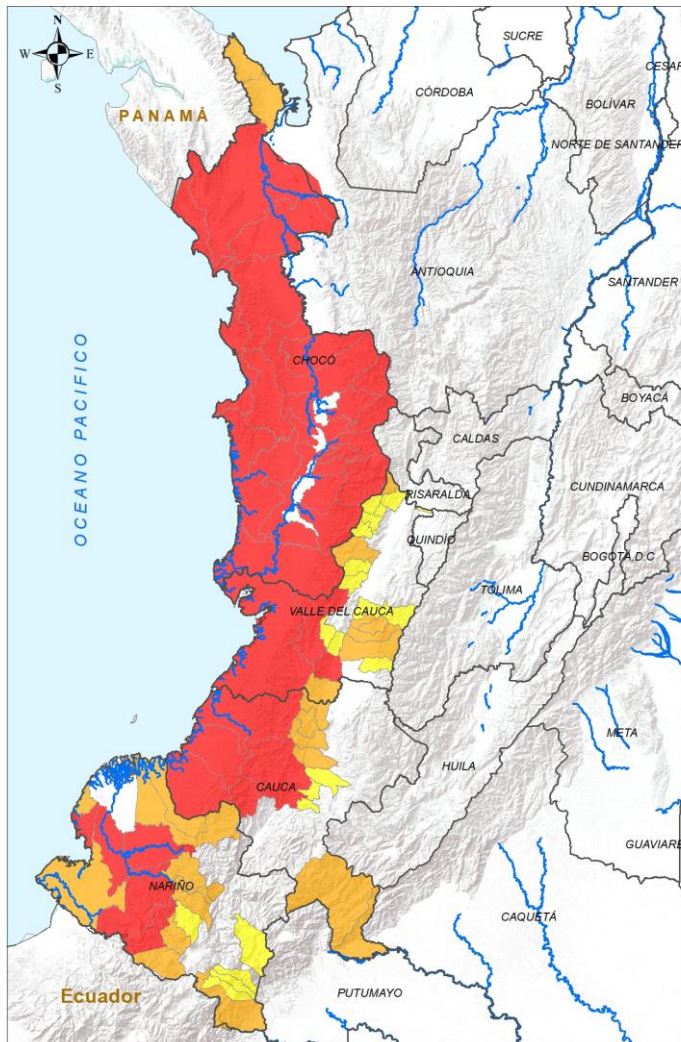 N
W E
S
SUCRE
CESAR
CÓRDOBA
BOLÍVAR
PANAMÁ
NORTE DE SANTANDER
ANTIOQUIA
SANTANDER
CHOCÓ
BOYACÁ
CALDAS
OCEANO PACIFICO
RISARALDA
CUNDINAMARCA
QUINDÍO
BOGOTÁ,D.C
TOLIMA
VALLE DEL CAUCA
META
HUILA
CAUCA
GUAVIARE
NARIÑO
CAQUETÁ
Ecuador
PUTUMAYO